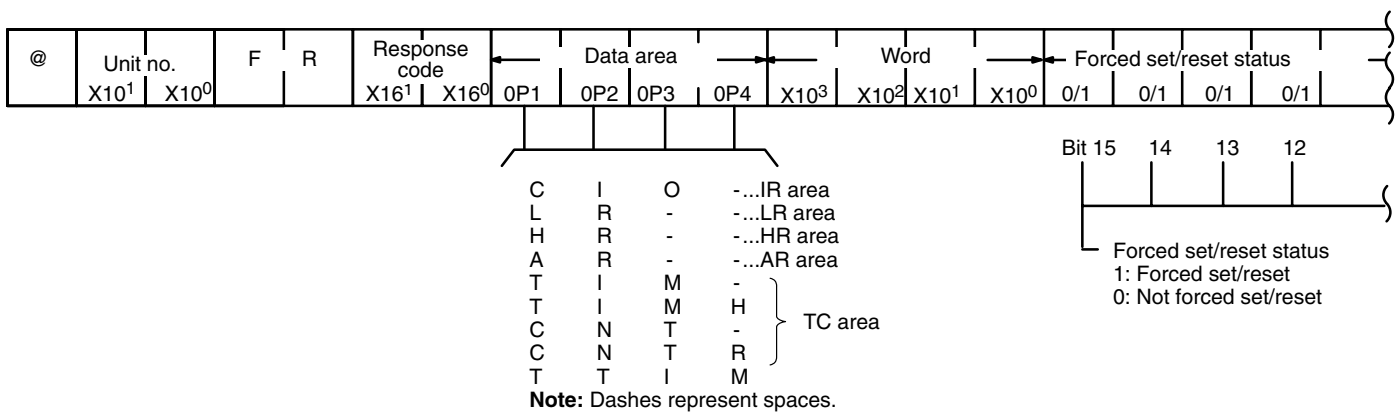 @ Unit no. F R Response code Data area Word Forced set/reset status
X10¹ X10⁰ X16¹ X16⁰ 0P1 0P2 0P3 0P4 X10³ X10² X10¹ X10⁰ 0/1 0/1 0/1 0/1
Bit 15 14 13 12
C I O -...IR area
L R - -...LR area
H R - -...HR area
A R - -...AR area
T I M -
T I M H
C N T -
C N T R
TC area
T T I M
Note: Dashes represent spaces.
Forced set/reset status
1: Forced set/reset
0: Not forced set/reset